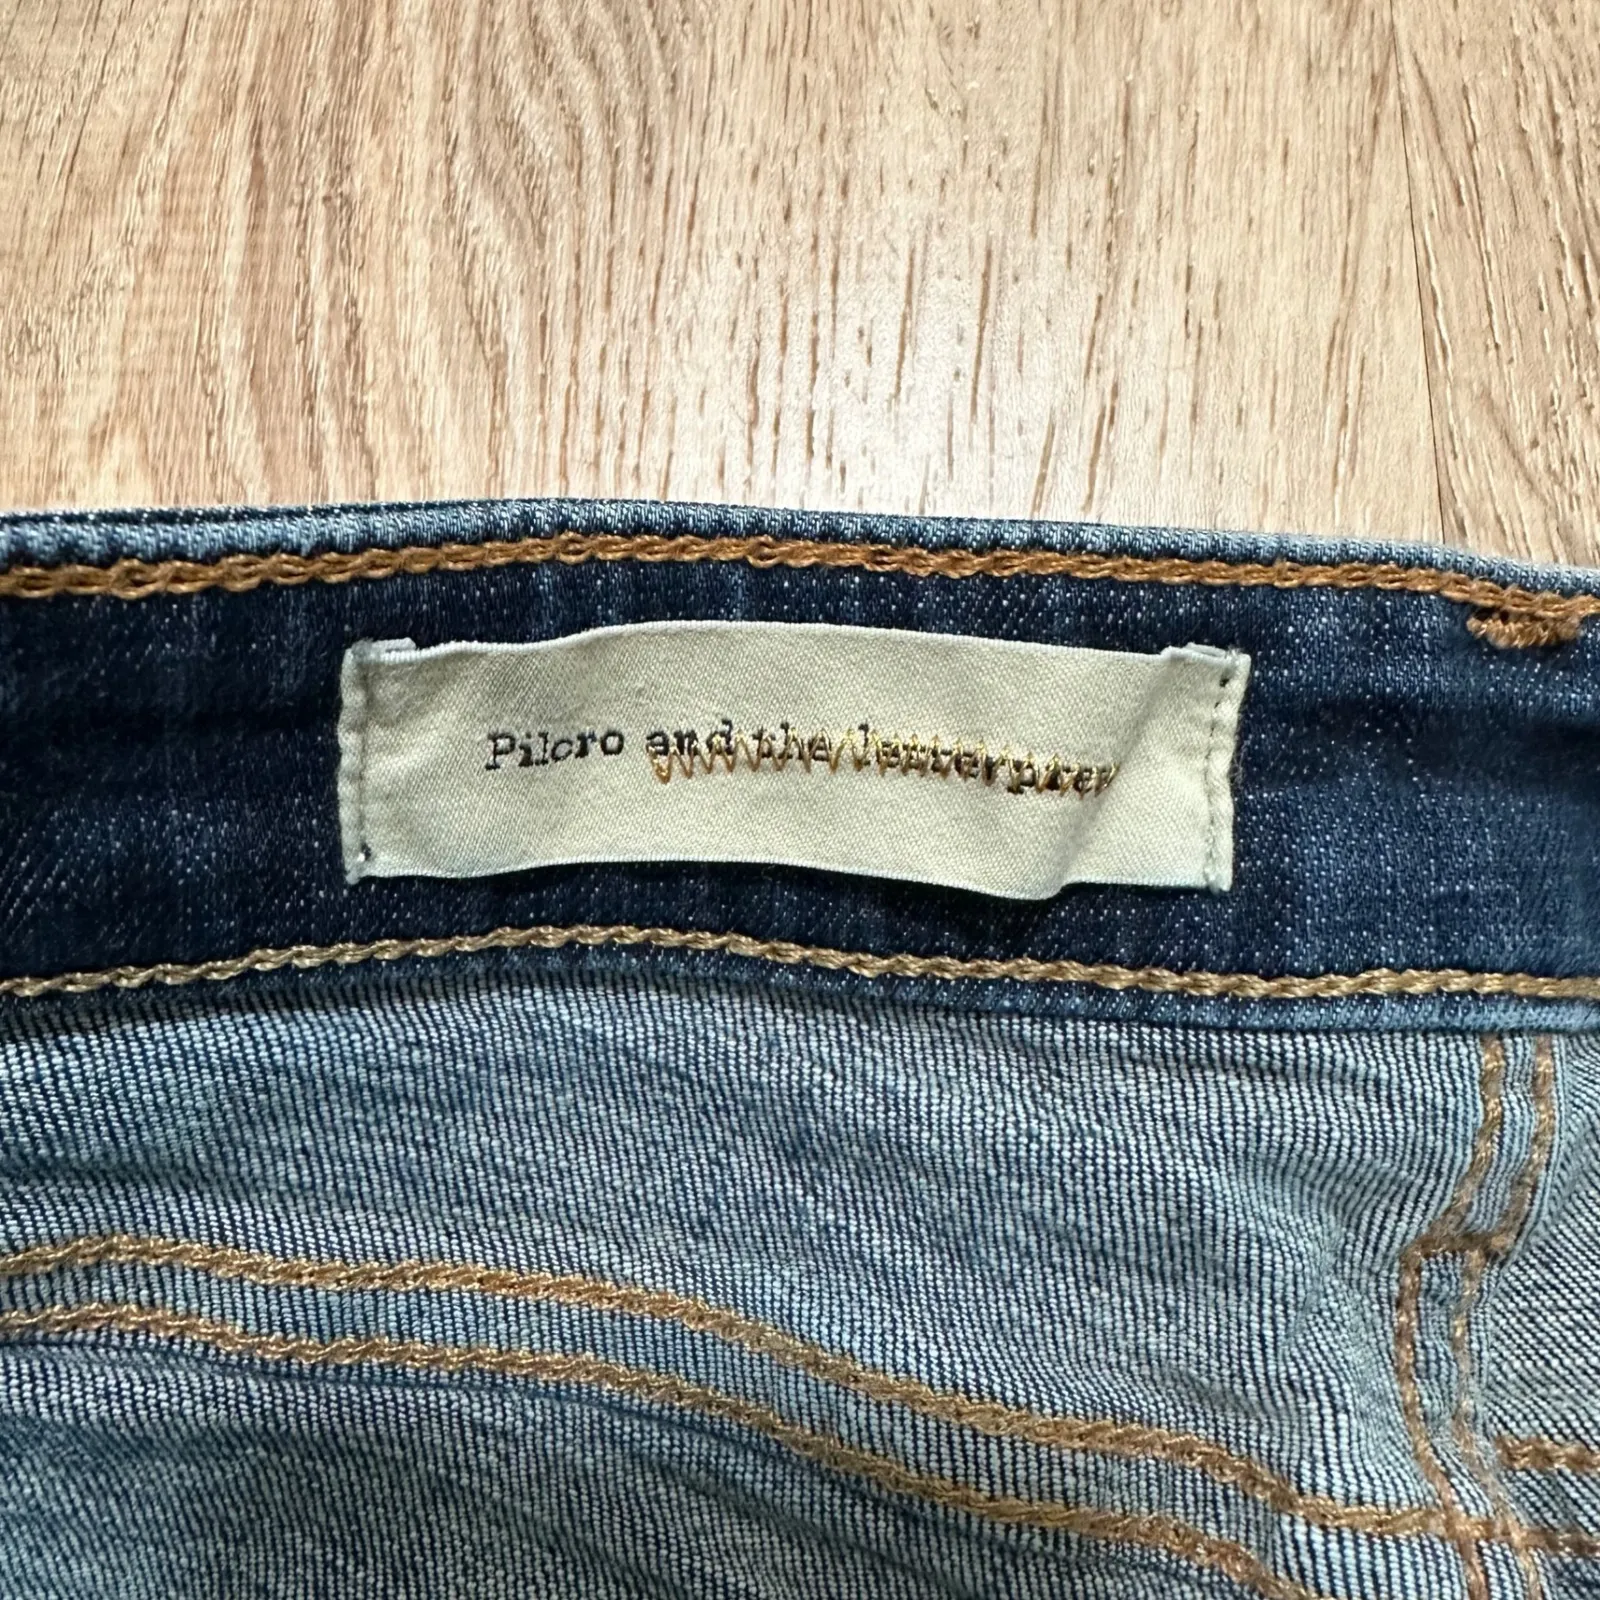 Pilcro and the letterpress